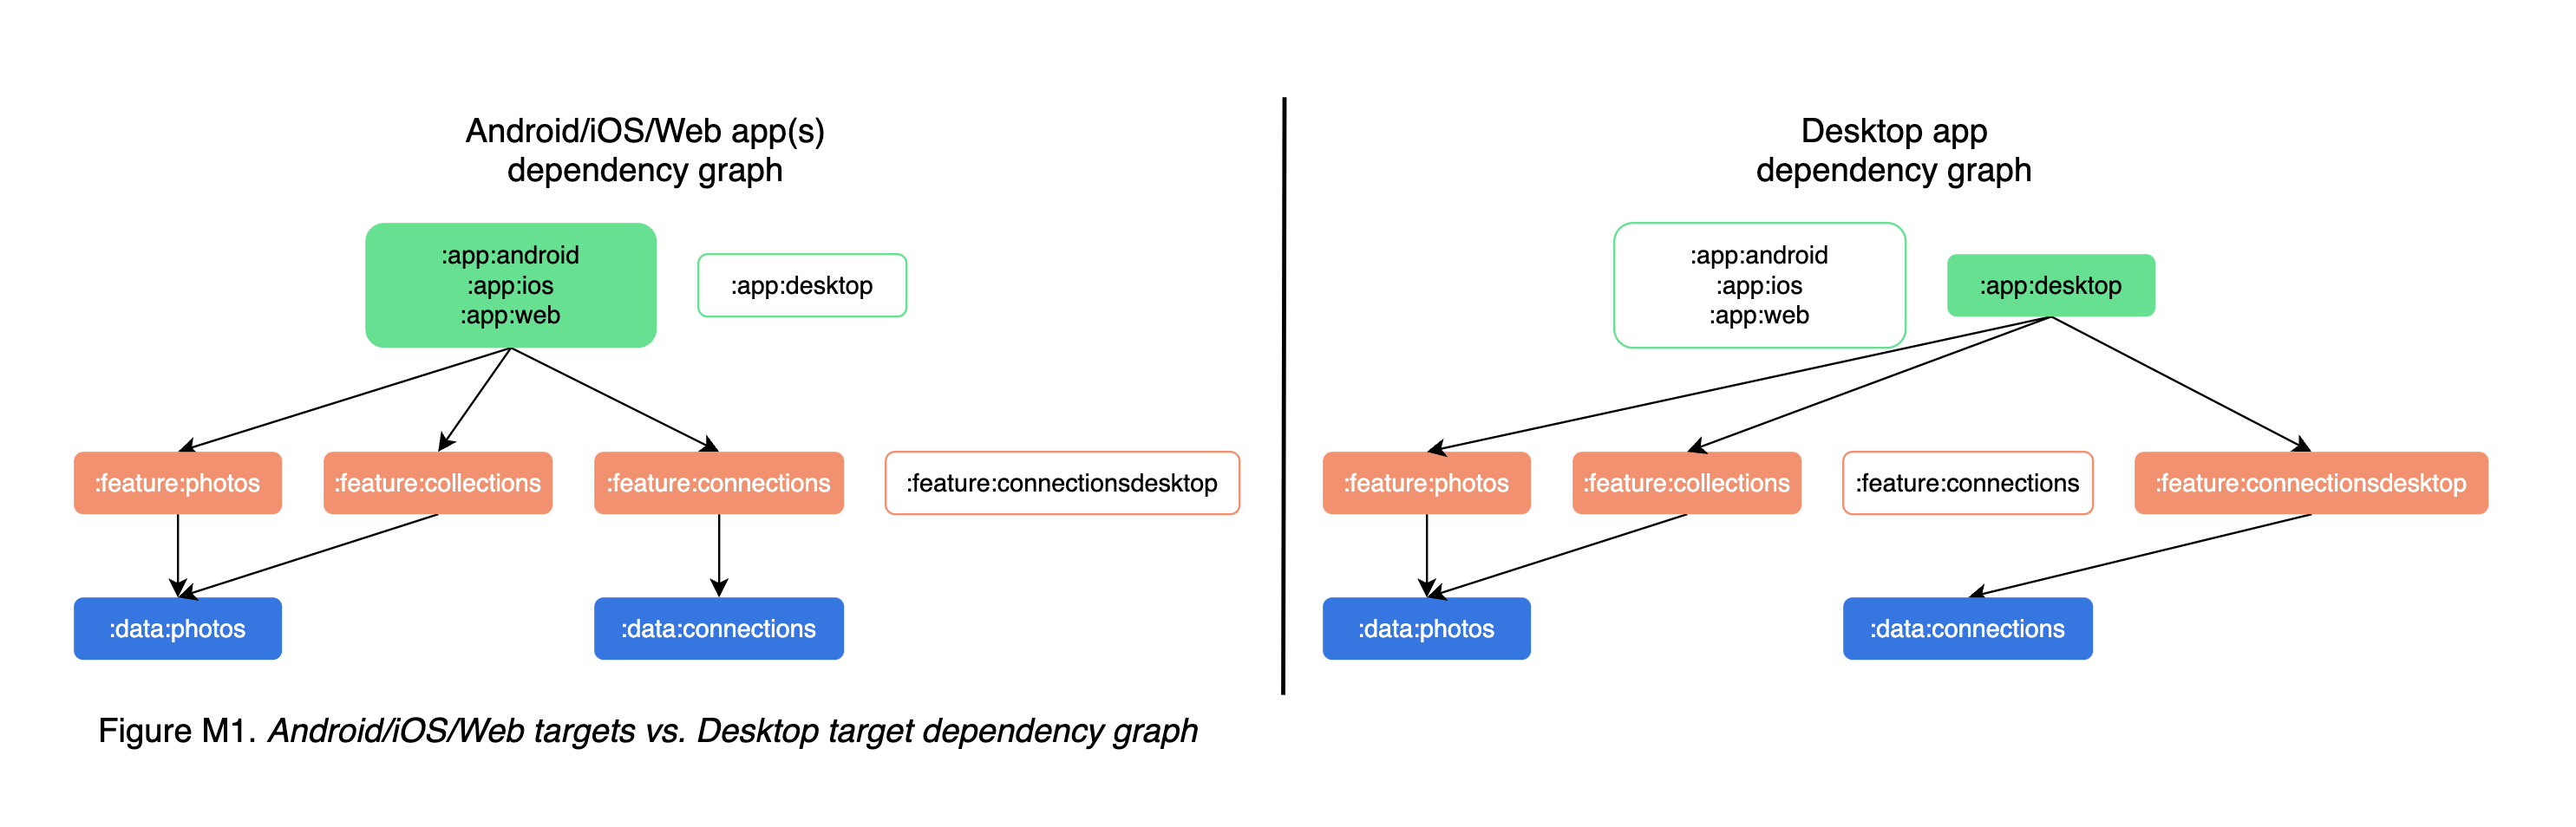 Android/iOS/Web app(s)
dependency graph
:app:android
:app:ios
:app:web
:app:desktop
:feature:photos
:feature:collections
:feature:connections
:feature:connectionsdesktop
:data:photos
:data:connections
Desktop app
dependency graph
:app:android
:app:ios
:app:web
:app:desktop
:feature:photos
:feature:collections
:feature:connections
:feature:connectionsdesktop
:data:photos
:data:connections
Figure M1. Android/iOS/Web targets vs. Desktop target dependency graph